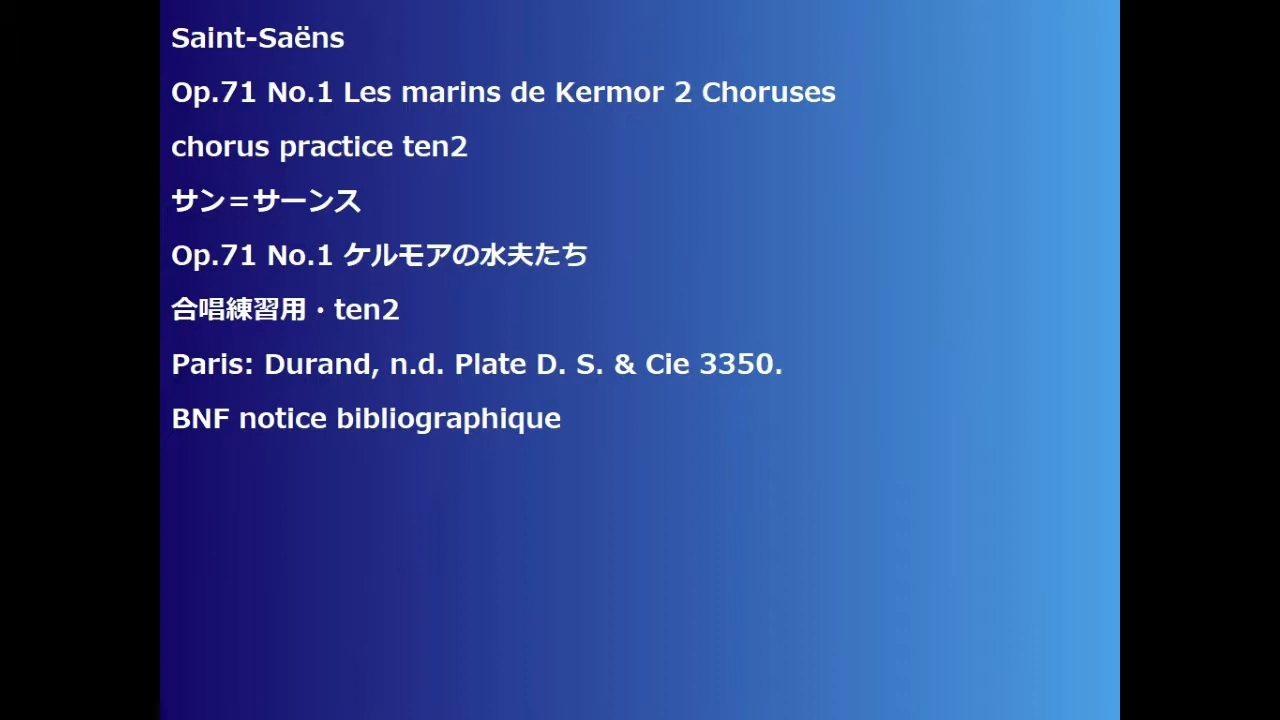 Saint-Saëns
Op.71 No.1 Les marins de Kermor 2 Choruses
chorus practice ten2
サン＝サーンス
Op.71 No.1 ケルモアの水夫たち
合唱練習用・ten2
Paris: Durand, n.d. Plate D. S. & Cie 3350.
BNF notice bibliographique